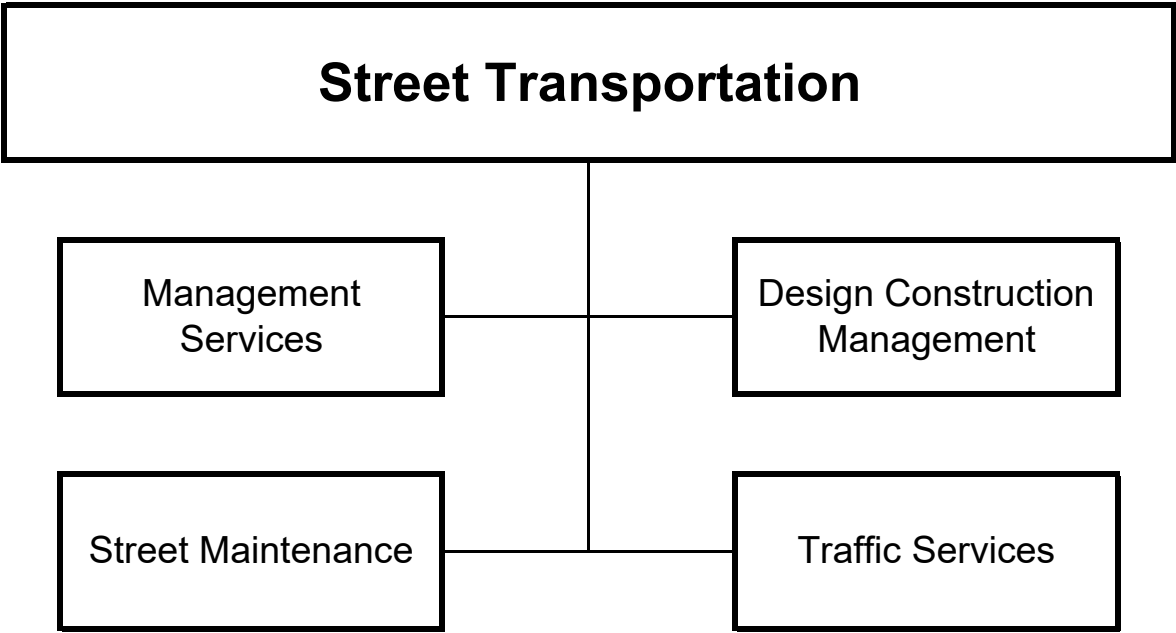 Street Transportation
Management
Services
Design Construction
Management
Street Maintenance
Traffic Services